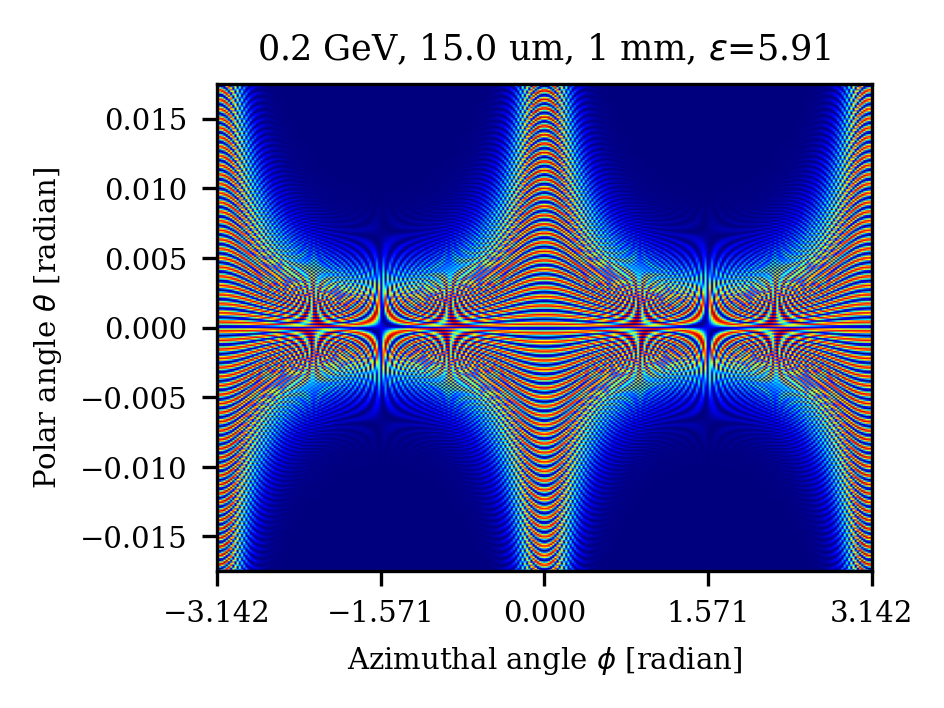 0.2 GeV, 15.0 um, 1 mm, ε=5.91
Polar angle θ [radian]
0.015
0.010
0.005
0.000
−0.005
−0.010
−0.015
−3.142 −1.571 0.000 1.571 3.142
Azimuthal angle ϕ [radian]